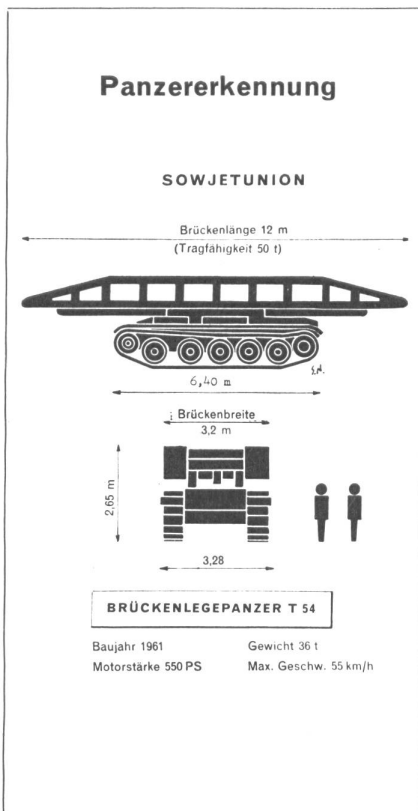 Panzererkennung
SOWJETUNION
Brückenlänge 12 m
(Tragfähigkeit 50 t)
6,40 m
Brückenbreite
3,2 m
2,65 m
3,28
BRÜCKENLEGEPANZER T 54
Baujahr 1961
Gewicht 36 t
Motorstärke 550 PS
Max. Geschw. 55 km/h